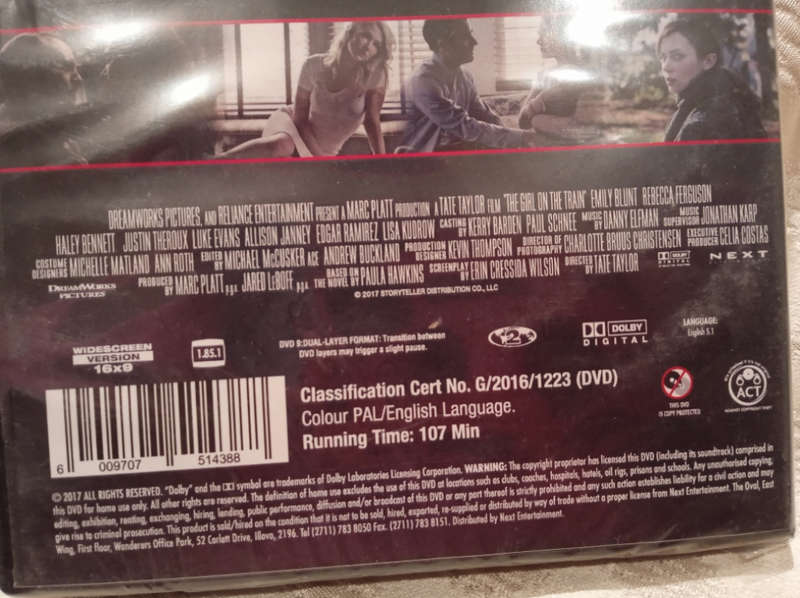 DREAMWORKS PICTURES, AND RELIANCE ENTERTAINMENT PRESENT A MARC PLATT PRODUCTION A TATE TAYLOR FILM "THE GIRL ON THE TRAIN" EMILY BLUNT REBECCA FERGUSON
HALEY BENNETT JUSTIN THEROUX LUKE EVANS ALLISON JANNEY EDGAR RAMIREZ LISA KUDROW CASTING BY KERRY BARDEN PAUL SCHNEE MUSIC BY DANNY ELFMAN MUSIC SUPERVISOR JONATHAN KARP
COSTUME DESIGNERS MICHELLE MATLAND ANN ROTH EDITED BY MICHAEL McCUSKER ACE ANDREW BUCKLAND PRODUCTION DESIGNER KEVIN THOMPSON DIRECTOR OF PHOTOGRAPHY CHARLOTTE BRUUS CHRISTENSEN EXECUTIVE PRODUCER CELIA COSTAS
PRODUCED BY MARC PLATT p.g.a. JARED LeBOFF p.g.a. BASED ON THE NOVEL BY PAULA HAWKINS SCREENPLAY BY ERIN CRESSIDA WILSON DIRECTED BY TATE TAYLOR
DOLBY DIGITAL
NEXT
DREAMWORKS PICTURES
© 2017 STORYTELLER DISTRIBUTION CO., LLC
WIDESCREEN
VERSION
16x9
1.85.1
DVD 9:DUAL-LAYER FORMAT: Transition between
DVD layers may trigger a slight pause.
2
DOLBY
DIGITAL
LANGUAGE:
English 5.1
Classification Cert No. G/2016/1223 (DVD)
Colour PAL/English Language.
Running Time: 107 Min
THIS DVD
IS COPY PROTECTED
ACT
AGAINST COPYRIGHT THEFT
6 009707 514388
© 2017 ALL RIGHTS RESERVED. "Dolby" and the symbol are trademarks of Dolby Laboratories Licensing Corporation. WARNING: The copyright proprietor has licensed this DVD (including its soundtrack) comprised in
this DVD for home use only. All other rights are reserved. The definition of home use excludes the use of this DVD at locations such as clubs, coaches, hospitals, hotels, oil rigs, prisons and schools. Any unauthorised copying,
editing, exhibition, renting, exchanging, hiring, lending, public performance, diffusion and/or broadcast of this DVD or any part thereof is strictly prohibited and any such action establishes liability for a civil action and may
give rise to criminal prosecution. This product is sold/hired on the condition that it is not to be sold, hired, exported, re-supplied or distributed by way of trade without a proper license from Next Entertainment. The Oval, East
Wing, First Floor, Wanderers Office Park, 52 Corlett Drive, Illovo, 2196. Tel (2711) 783 8050 Fax. (2711) 783 8151. Distributed by Next Entertainment.